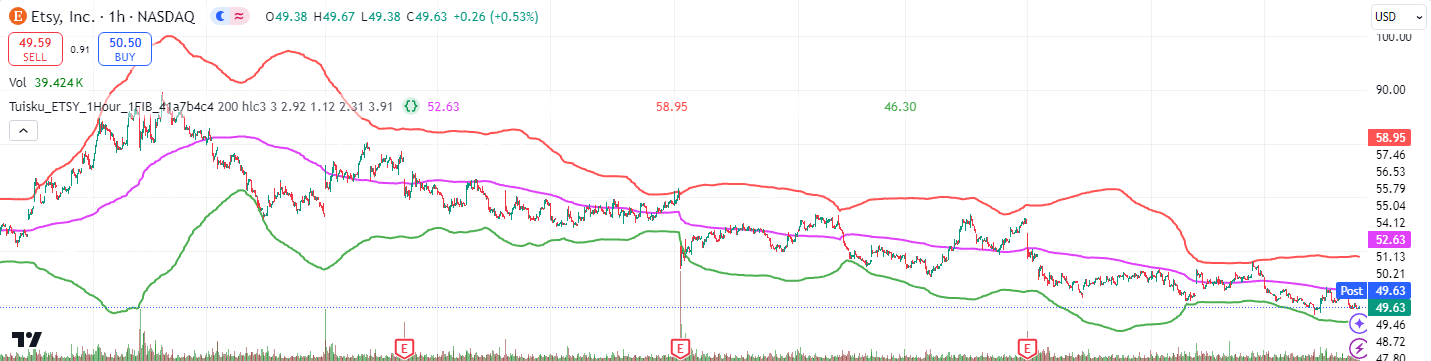 Etsy, Inc. · 1h · NASDAQ O49.38 H49.67 L49.38 C49.63 +0.26 (+0.53%)
USD
100.00
49.59 SELL 0.91 50.50 BUY
Vol 39.424 K
90.00
Tuisku_ETSY_1Hour_1FIB_41a7b4c4 200 hlc3 3 2.92 1.12 2.31 3.91 {} 52.63 58.95 46.30
58.95
57.46
56.53
55.79
55.04
54.12
52.63
51.13
50.21
Post 49.63
49.63
49.46
48.72
47.80
E E E